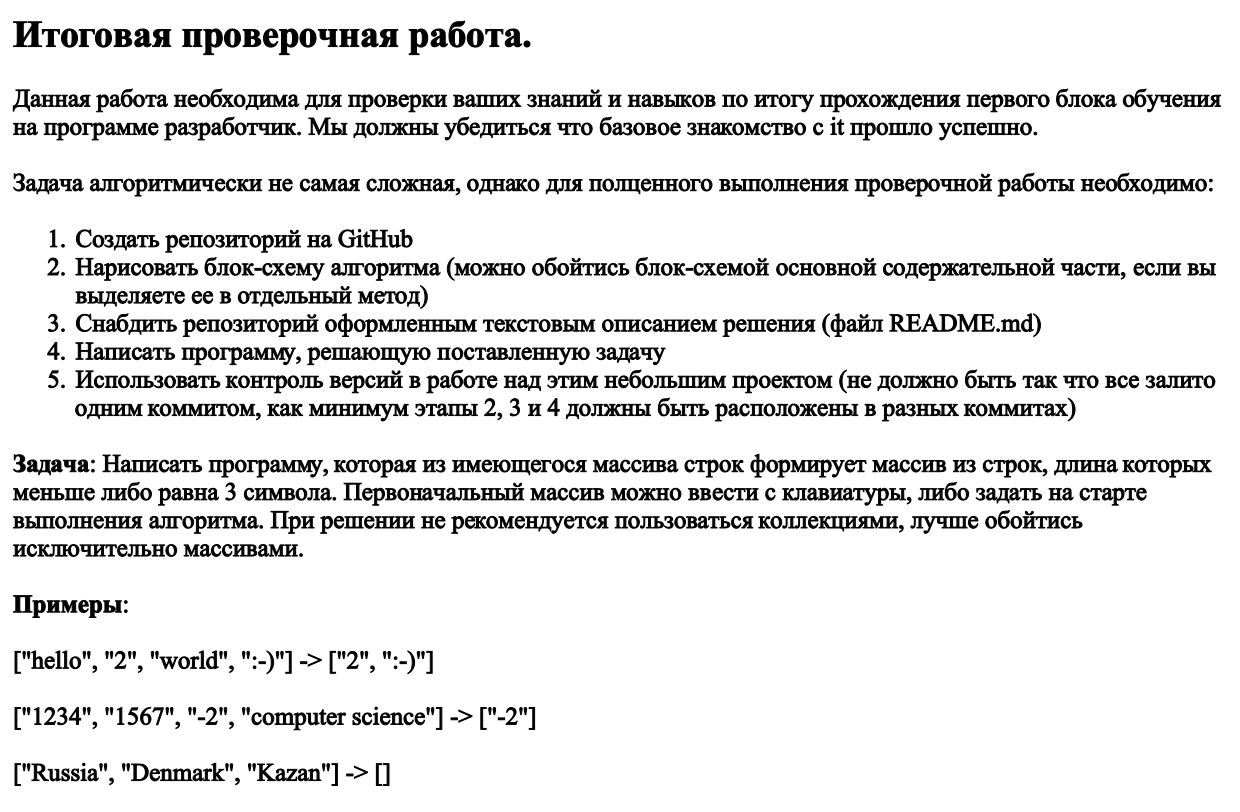 Итоговая проверочная работа.
Данная работа необходима для проверки ваших знаний и навыков по итогу прохождения первого блока обучения
на программе разработчик. Мы должны убедиться что базовое знакомство с it прошло успешно.
Задача алгоритмически не самая сложная, однако для полценного выполнения проверочной работы необходимо:
1. Создать репозиторий на GitHub
2. Нарисовать блок-схему алгоритма (можно обойтись блок-схемой основной содержательной части, если вы
выделяете ее в отдельный метод)
3. Снабдить репозиторий оформленным текстовым описанием решения (файл README.md)
4. Написать программу, решающую поставленную задачу
5. Использовать контроль версий в работе над этим небольшим проектом (не должно быть так что все залито
одним коммитом, как минимум этапы 2, 3 и 4 должны быть расположены в разных коммитах)
Задача: Написать программу, которая из имеющегося массива строк формирует массив из строк, длина которых
меньше либо равна 3 символа. Первоначальный массив можно ввести с клавиатуры, либо задать на старте
выполнения алгоритма. При решении не рекомендуется пользоваться коллекциями, лучше обойтись
исключительно массивами.
Примеры:
["hello", "2", "world", ":-)"] -> ["2", ":-)"]
["1234", "1567", "-2", "computer science"] -> ["-2"]
["Russia", "Denmark", "Kazan"] -> []